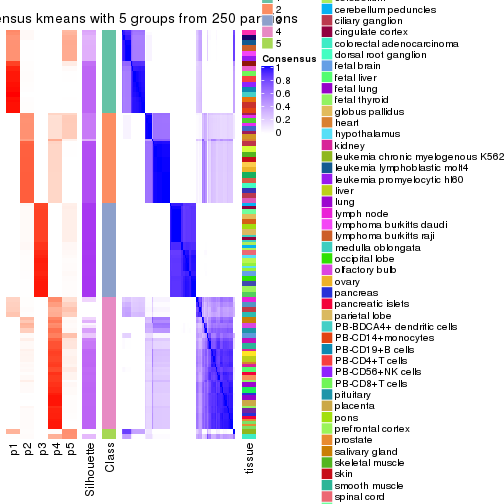 ensus kmeans with 5 groups from 250 par
ons
2
4
5
Consensus
1
0.8
0.6
0.4
0.2
0
p1
p2
p3
p4
p5
Silhouette
Class
tissue
cerebellum peduncles
ciliary ganglion
cingulate cortex
colorectal adenocarcinoma
dorsal root ganglion
fetal brain
fetal liver
fetal lung
fetal thyroid
globus pallidus
heart
hypothalamus
kidney
leukemia chronic myelogenous K562
leukemia lymphoblastic molt4
leukemia promyelocytic hl60
liver
lung
lymph node
lymphoma burkitts daudi
lymphoma burkitts raji
medulla oblongata
occipital lobe
olfactory bulb
ovary
pancreas
pancreatic islets
parietal lobe
PB-BDCA4+ dendritic cells
PB-CD14+monocytes
PB-CD19+B cells
PB-CD4+T cells
PB-CD56+NK cells
PB-CD8+T cells
pituitary
placenta
pons
prefrontal cortex
prostate
salivary gland
skeletal muscle
skin
smooth muscle
spinal cord